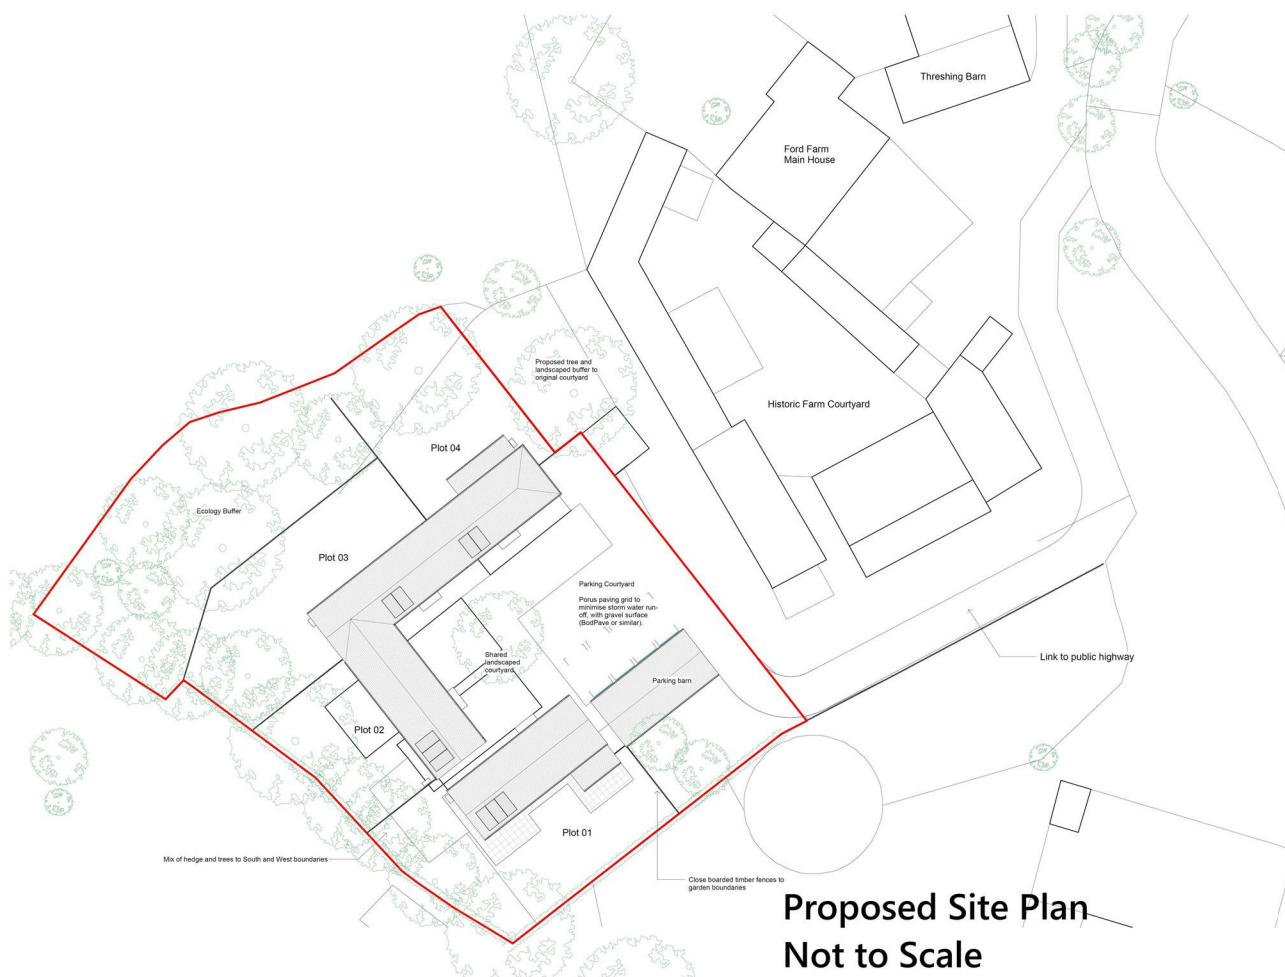 Threshing Barn
Ford Farm
Main House
Proposed tree and
landscaped buffer to
original courtyard
Historic Farm Courtyard
Plot 04
Ecology Buffer
Plot 03
Parking Courtyard
Porus paving grid to
minimise storm water run-
off, with gravel surface
(BodPave or similar).
Shared
landscaped
courtyard
Link to public highway
Parking barn
Plot 02
Plot 01
Mix of hedge and trees to South and West boundaries
Close boarded timber fences to
garden boundaries
Proposed Site Plan
Not to Scale